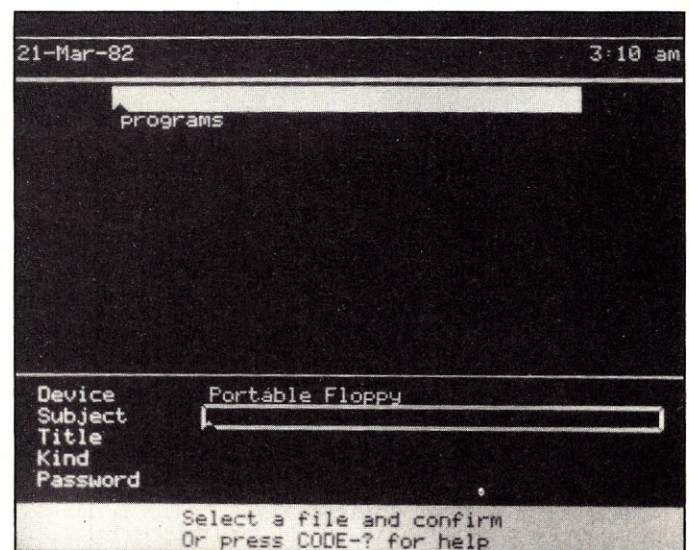 21-Mar-82 3:10 am
programs
Device Portable Floppy
Subject
Title
Kind
Password
Select a file and confirm
Or press CODE-? for help